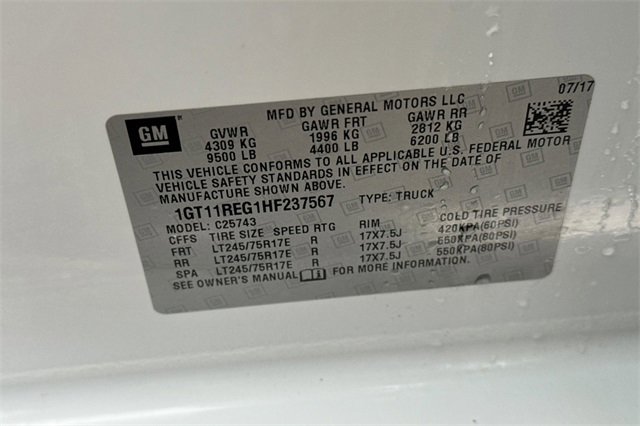 07/17
MFD BY GENERAL MOTORS LLC
GM
GVWR GAWR FRT GAWR RR
4309 KG 1996 KG 2812 KG
9500 LB 4400 LB 6200 LB
THIS VEHICLE CONFORMS TO ALL APPLICABLE U.S. FEDERAL MOTOR
VEHICLE SAFETY STANDARDS IN EFFECT ON THE DATE OF
MANUFACTURE SHOWN ABOVE.
1GT11REG1HF237567 TYPE: TRUCK
MODEL: C25743
CFFS TIRE SIZE SPEED RTG RIM COLD TIRE PRESSURE
FRT LT245/75R17E R 17X7.5J 420KPA(60PSI)
RR LT245/75R17E R 17X7.5J 550KPA(80PSI)
SPA LT245/75R17E R 17X7.5J 550KPA(80PSI)
SEE OWNER'S MANUAL FOR MORE INFORMATION.